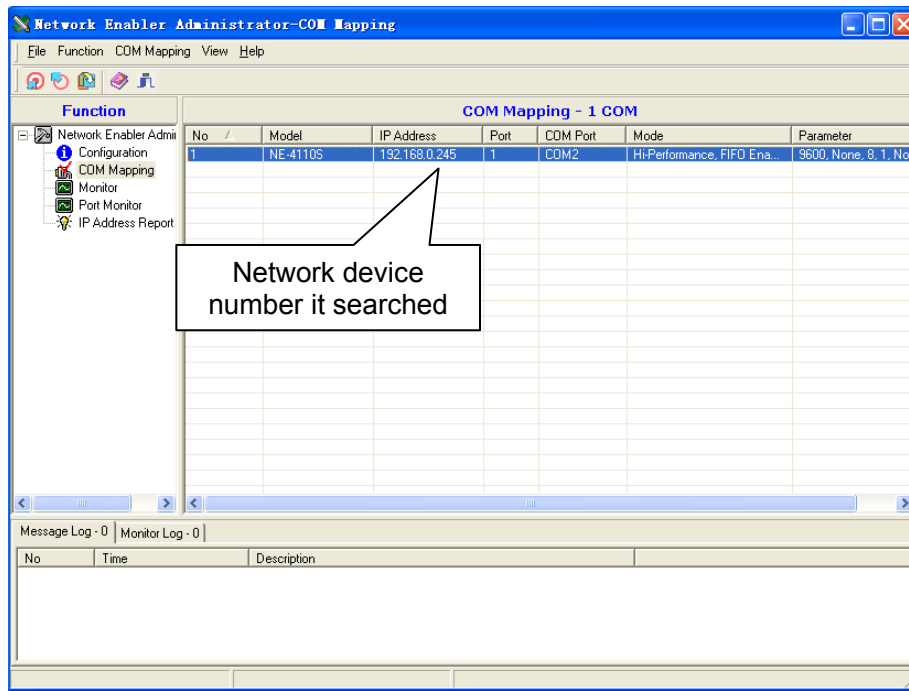 Network Enabler Administrator-COM Mapping
File Function COM Mapping View Help
Function
COM Mapping - 1 COM
Network Enabler Admi
Configuration
COM Mapping
Monitor
Port Monitor
IP Address Report
No Model IP Address Port COM Port Mode Parameter
1 NE-4110S 192.168.0.245 1 COM2 Hi-Performance, FIFO Ena... 9600, None, 8, 1, No
Network device
number it searched
Message Log - 0 Monitor Log - 0
No Time Description